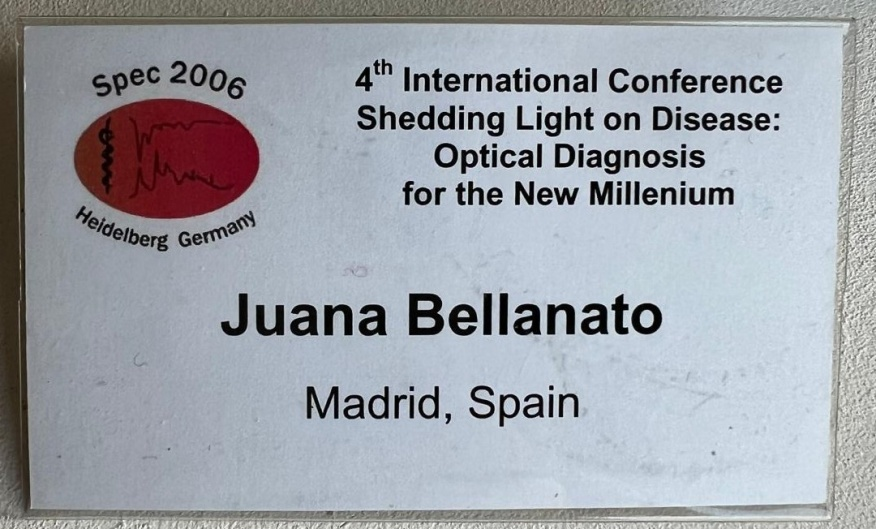 Spec 2006
Heidelberg Germany
4th International Conference
Shedding Light on Disease:
Optical Diagnosis
for the New Millenium
Juana Bellanato
Madrid, Spain